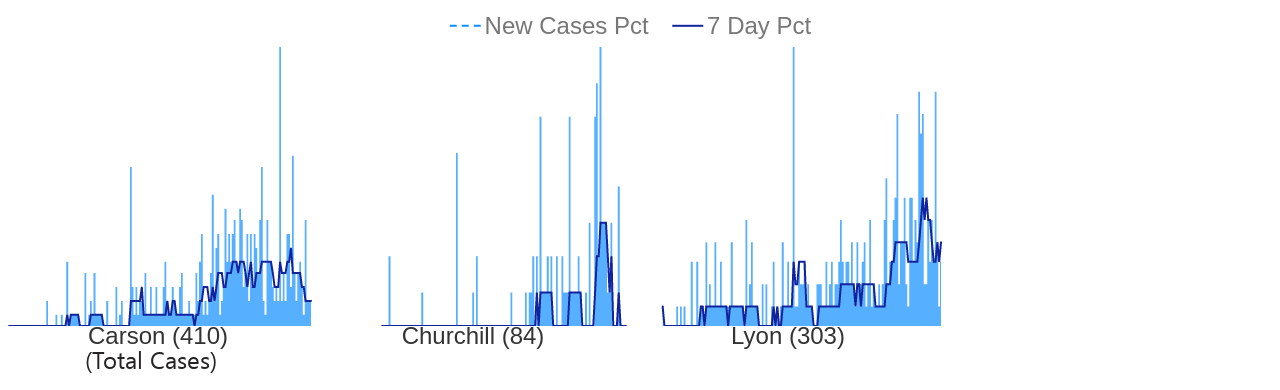 New Cases Pct 7 Day Pct
Carson (410) Churchill (84) Lyon (303)
(Total Cases)